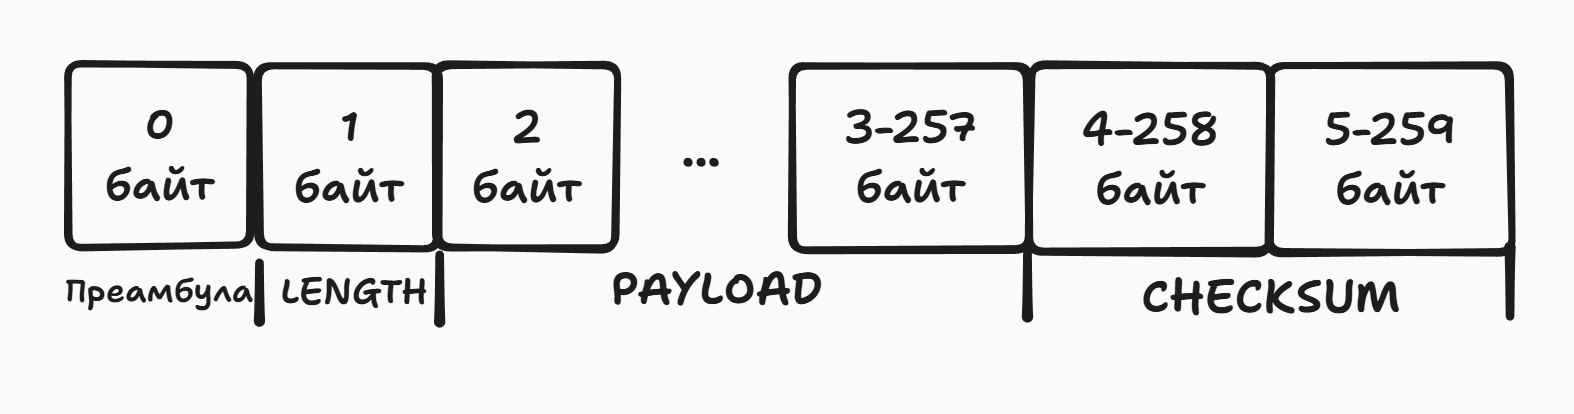 0
байт
1
байт
2
байт
...
3-257
байт
4-258
байт
5-259
байт
Преамбула
LENGTH
PAYLOAD
CHECKSUM